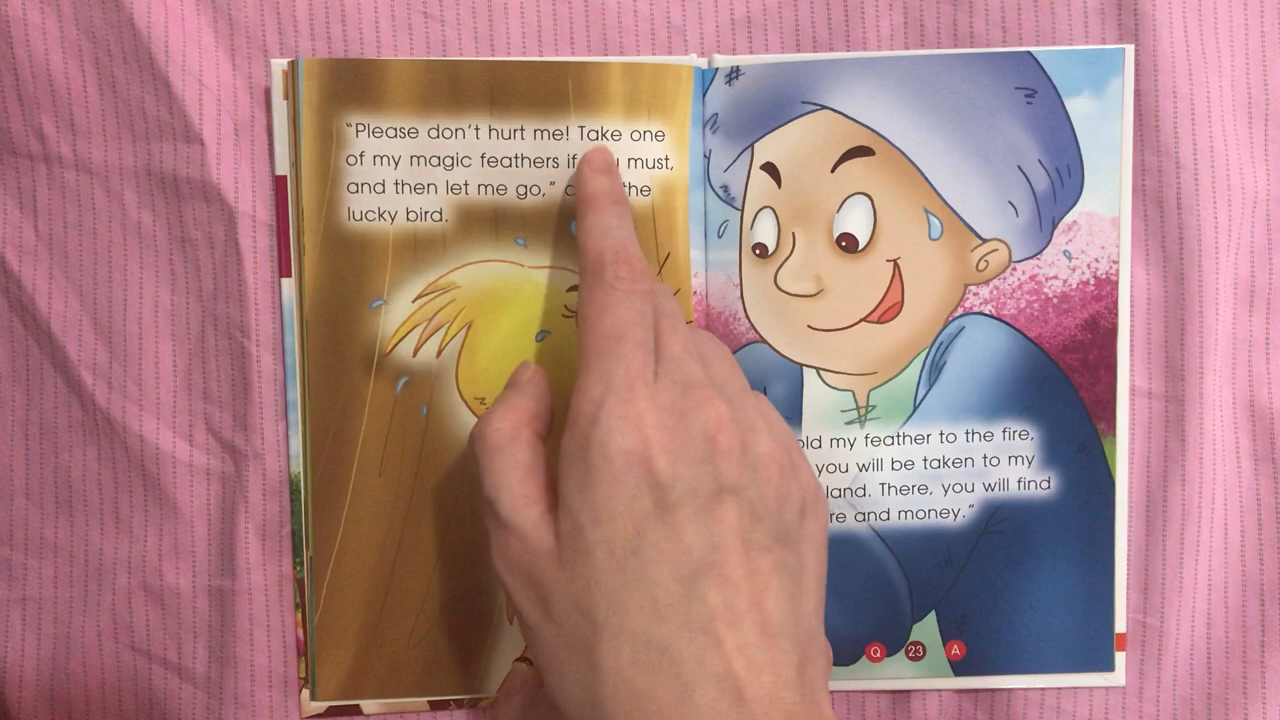 “Please don’t hurt me! Take one
of my magic feathers if must,
and then let me go,” the
lucky bird.
my feather to the fire,
you will be taken to my
land. There, you will find
and money.”
Q 23 A